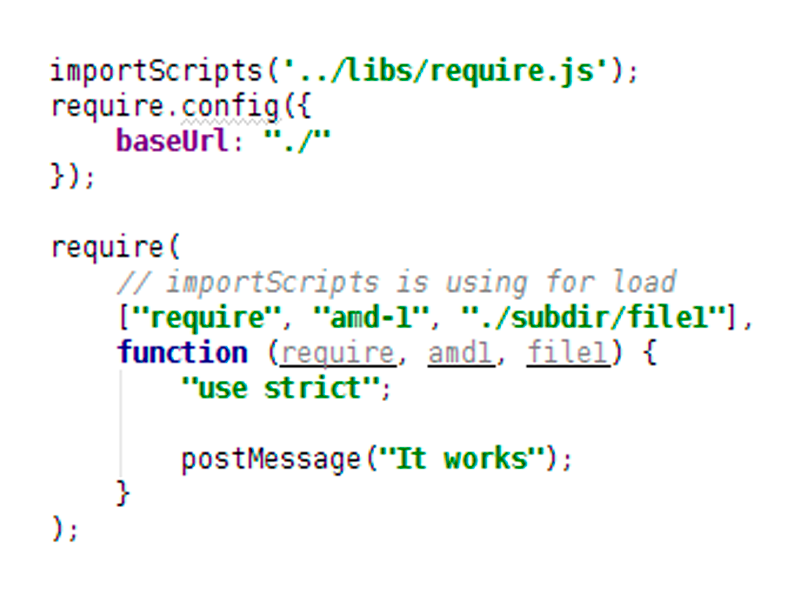 importScripts('../libs/require.js');
require.config({
    baseUrl: "./"
});

require(
    // importScripts is using for load
    ["require", "amd-1", "./subdir/file1"],
    function (require, amd1, file1) {
        "use strict";

        postMessage("It works");
    }
);